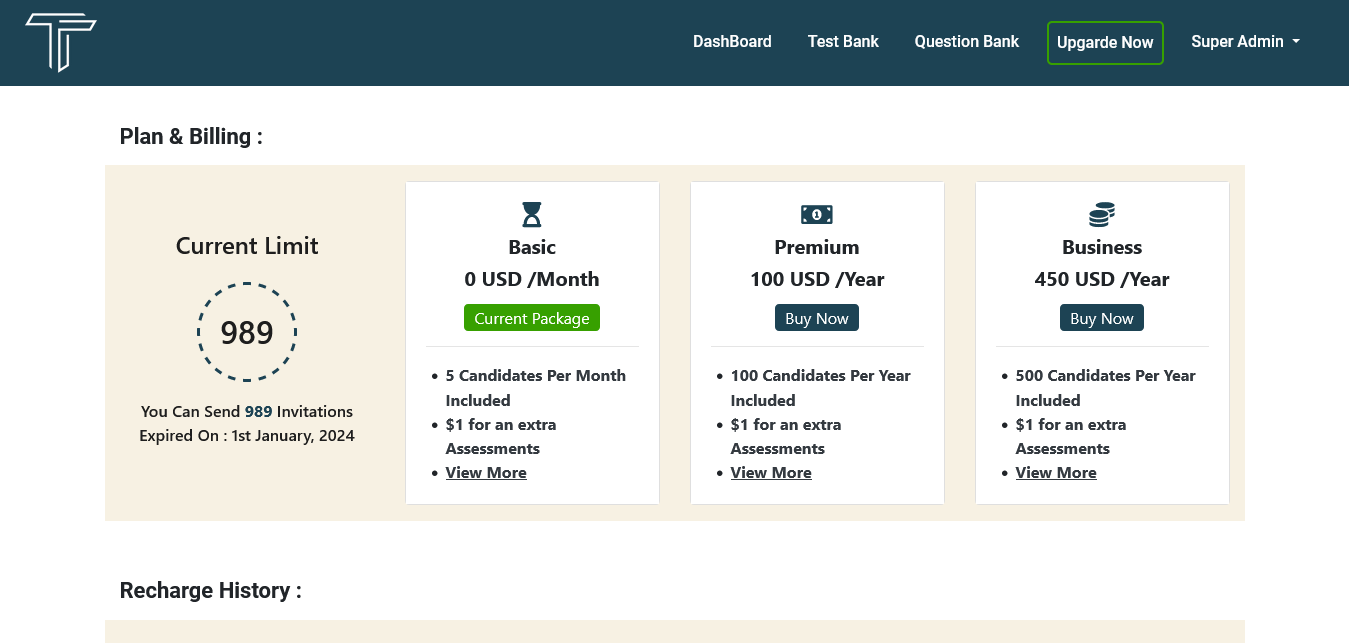 DashBoard
Test Bank
Question Bank
Upgarde Now
Super Admin
Plan & Billing :
Current Limit
989
You Can Send 989 Invitations
Expired On : 1st January, 2024
Basic
0 USD /Month
Current Package
5 Candidates Per Month
Included
$1 for an extra
Assessments
View More
Premium
100 USD /Year
Buy Now
100 Candidates Per Year
Included
$1 for an extra
Assessments
View More
Business
450 USD /Year
Buy Now
500 Candidates Per Year
Included
$1 for an extra
Assessments
View More
Recharge History :